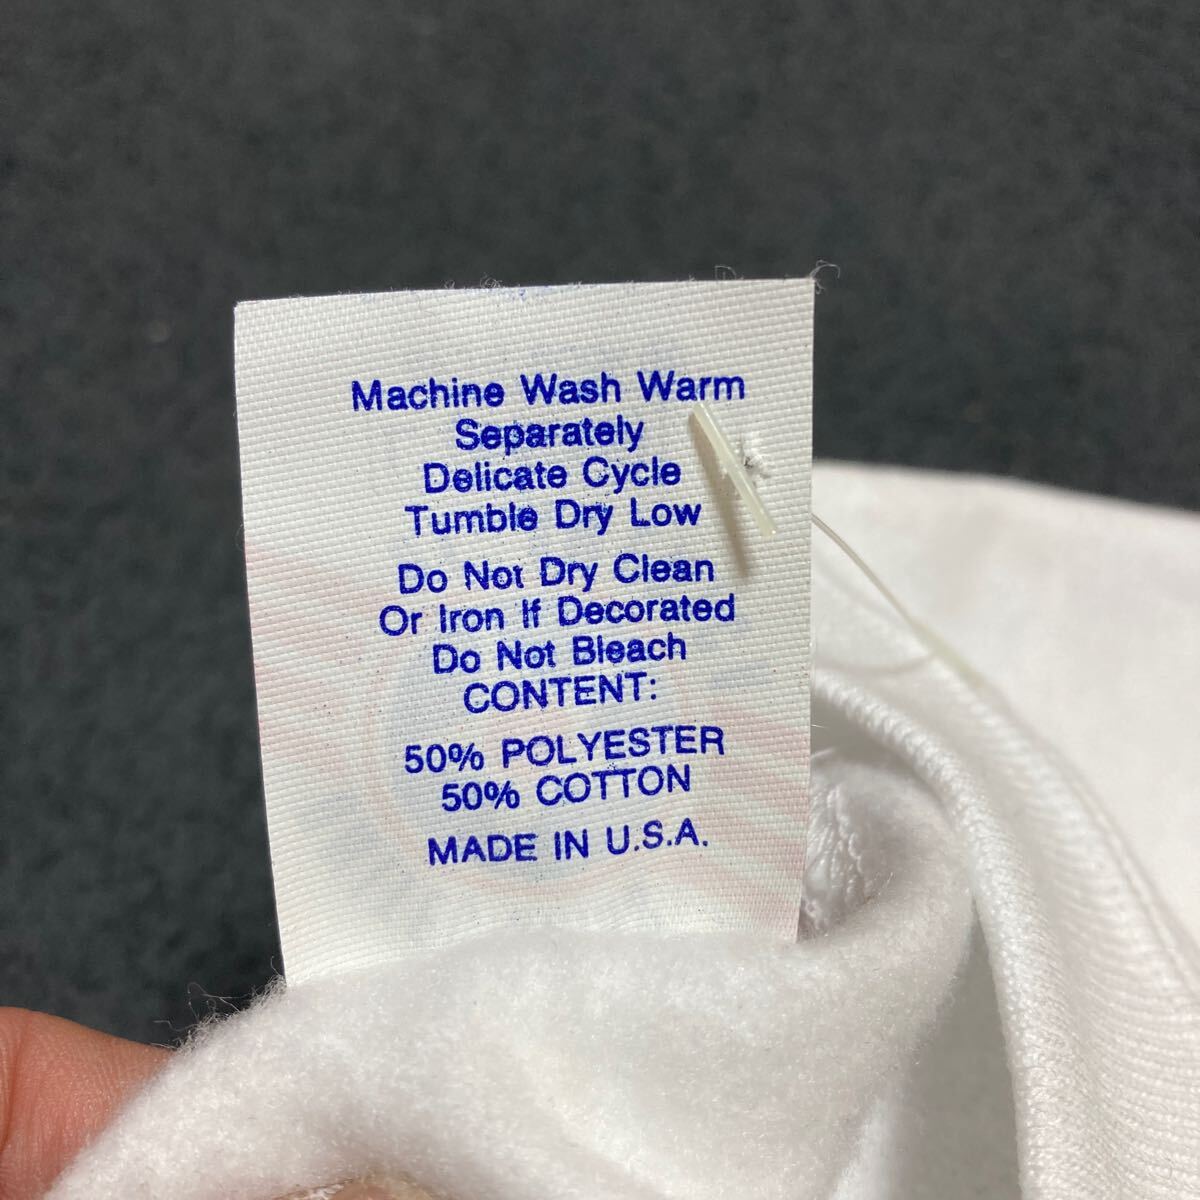 Machine Wash Warm
Separately
Delicate Cycle
Tumble Dry Low
Do Not Dry Clean
Or Iron If Decorated
Do Not Bleach
CONTENT:
50% POLYESTER
50% COTTON
MADE IN U.S.A.